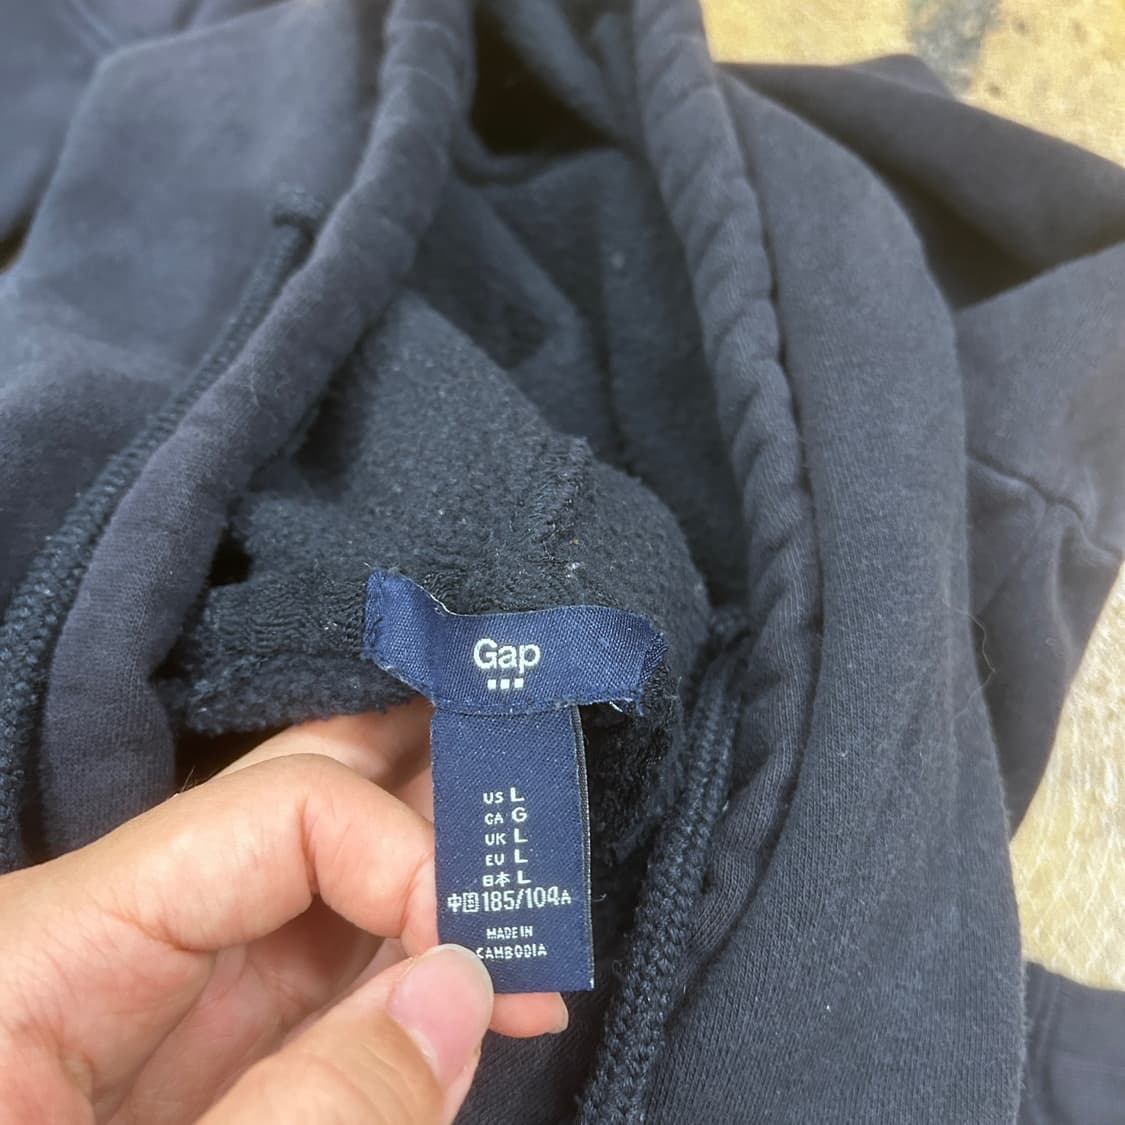 Gap
US L
CA G
UK L
EU L
日本 L
中国 185/104A
MADE IN
CAMBODIA